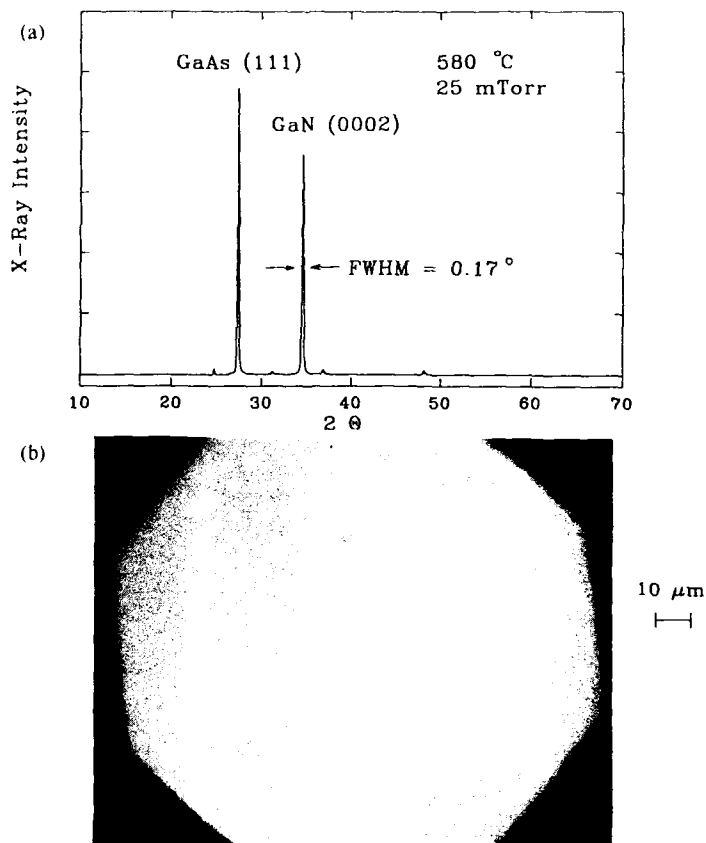 (a)
GaAs (111)
580 °C
25 mTorr
GaN (0002)
X-Ray Intensity
FWHM = 0.17°
10 20 30 40 50 60 70
2 Θ
(b)
10 μm